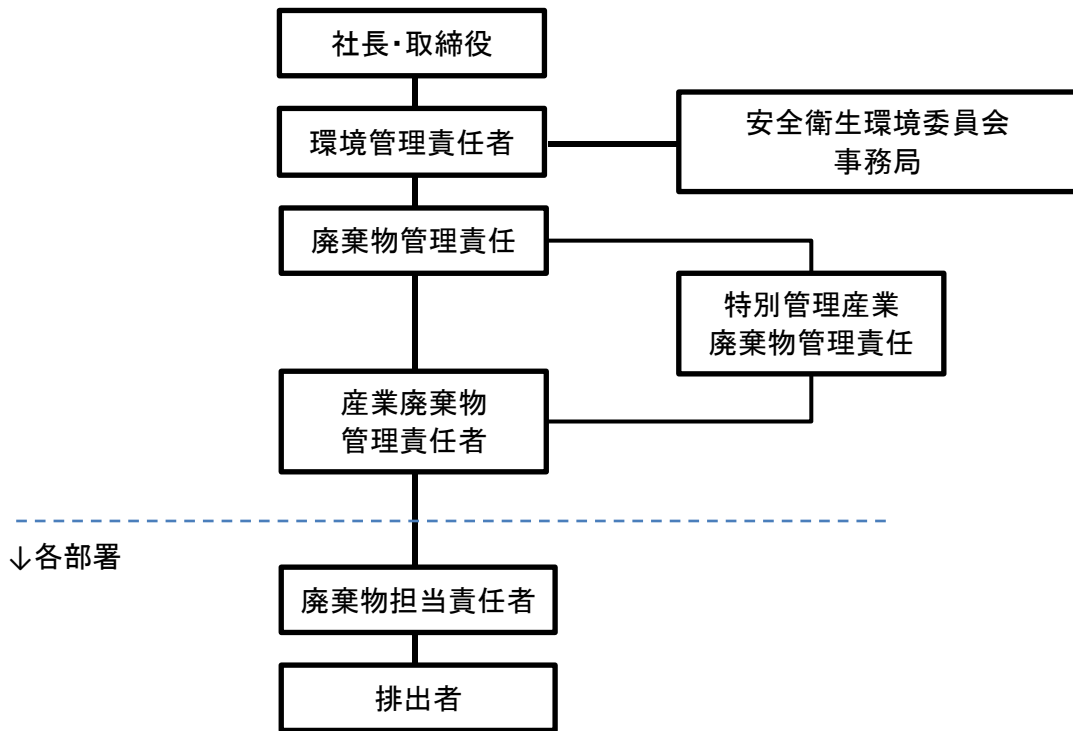 社長・取締役
環境管理責任者
安全衛生環境委員会
事務局
廃棄物管理責任
特別管理産業
廃棄物管理責任
産業廃棄物
管理責任者
↓各部署
廃棄物担当責任者
排出者